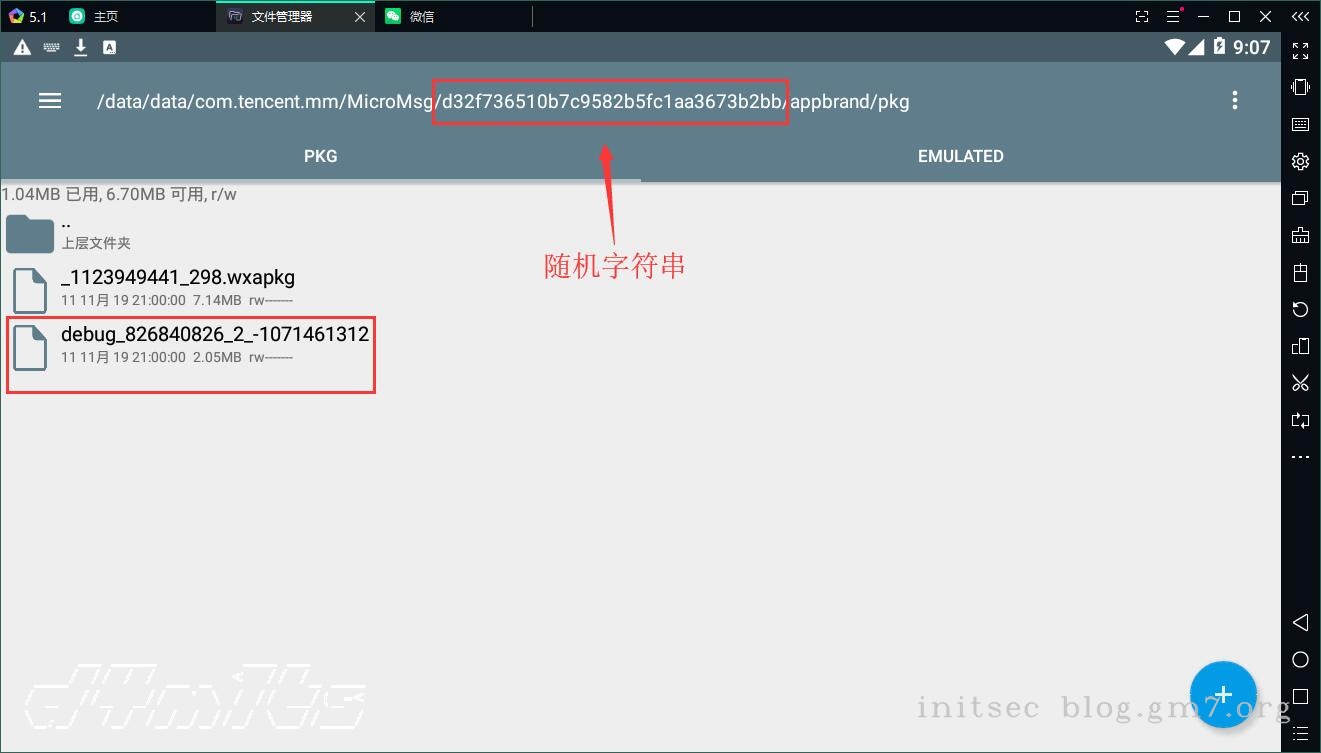 5.1 主页 文件管理器 微信
9:07
/data/data/com.tencent.mm/MicroMsg/d32f736510b7c9582b5fc1aa3673b2bb/appbrand/pkg
PKG EMULATED
1.04MB 已用, 6.70MB 可用, r/w
..
上层文件夹
随机字符串
_1123949441_298.wxapkg
11 11月 19 21:00:00 7.14MB rw-------
debug_826840826_2_-1071461312
11 11月 19 21:00:00 2.05MB rw-------
initsec blog.gm7.org